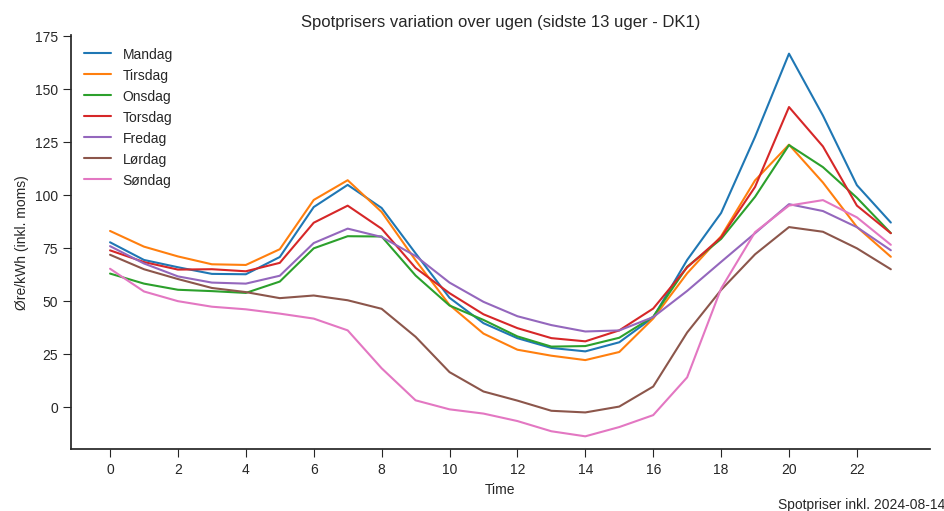 Spotprisers variation over ugen (sidste 13 uger - DK1)
175
150
125
100
75
50
25
0
Øre/kWh (inkl. moms)
Mandag
Tirsdag
Onsdag
Torsdag
Fredag
Lørdag
Søndag
0 2 4 6 8 10 12 14 16 18 20 22
Time
Spotpriser inkl. 2024-08-14